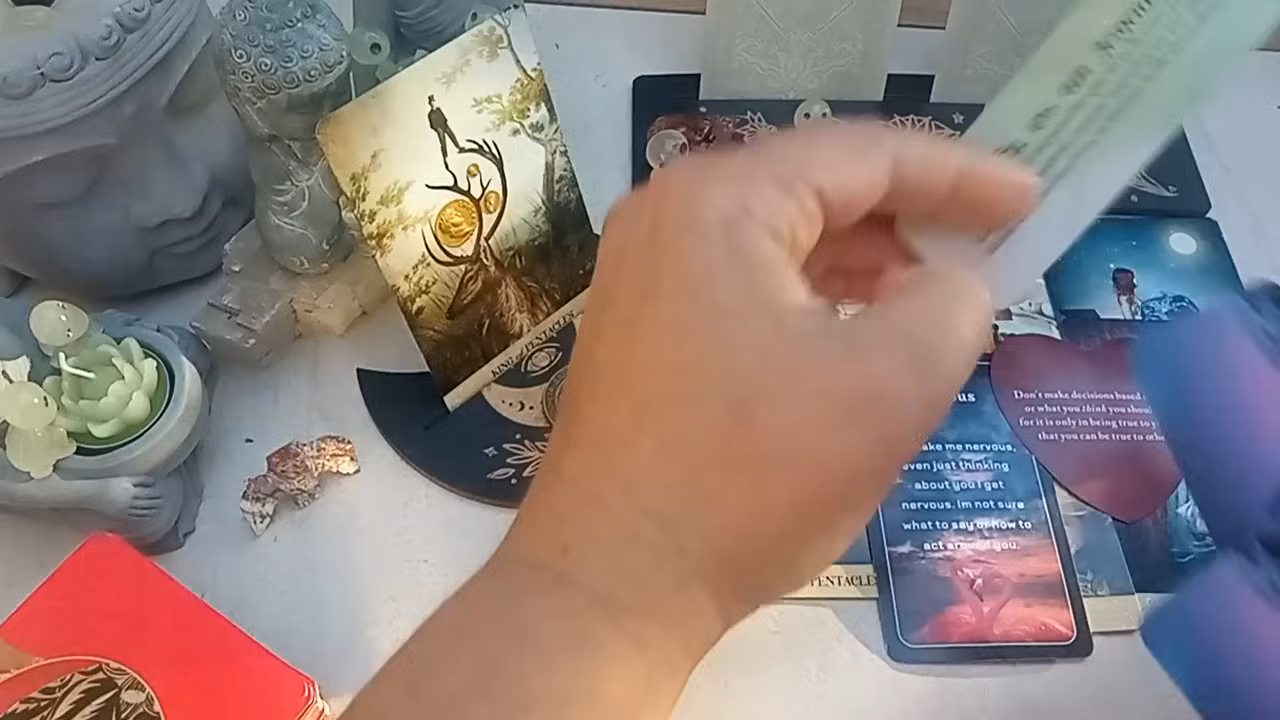 KING of PENTACLES
PENTACLE
us
ake me nervous,
even just thinking
about you I get
nervous. Im not sure
what to say or how to
act around you.
Don't make decisions based
or what you think you shou
for it is only in being true to y
that you can be true to othe